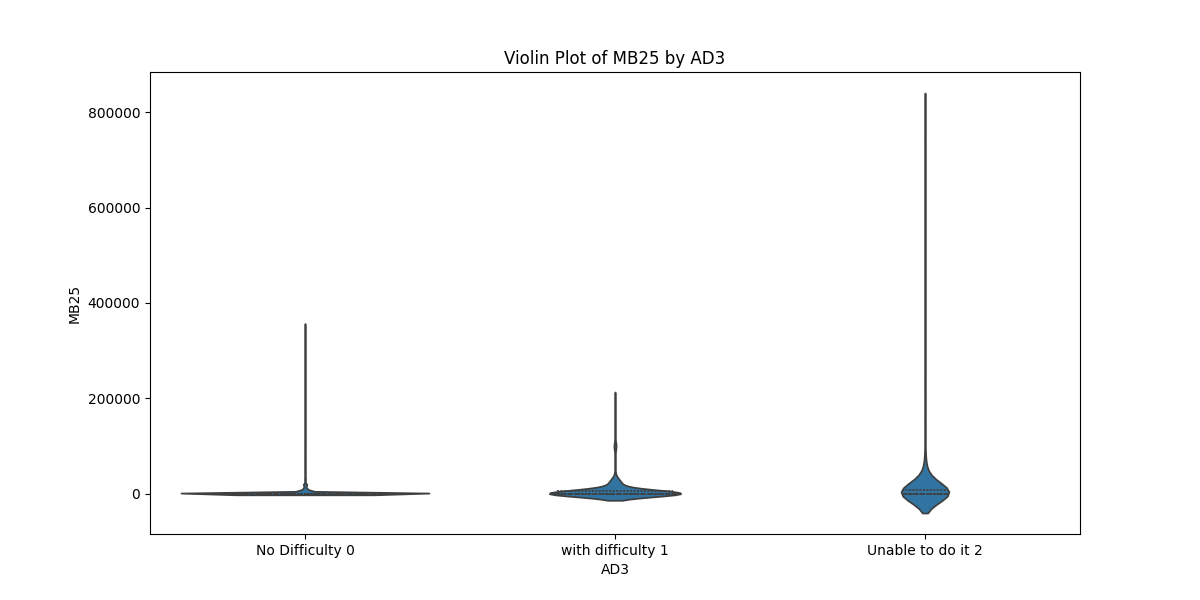 Violin Plot of MB25 by AD3
800000
600000
400000
200000
0
MB25
No Difficulty 0
with difficulty 1
Unable to do it 2
AD3